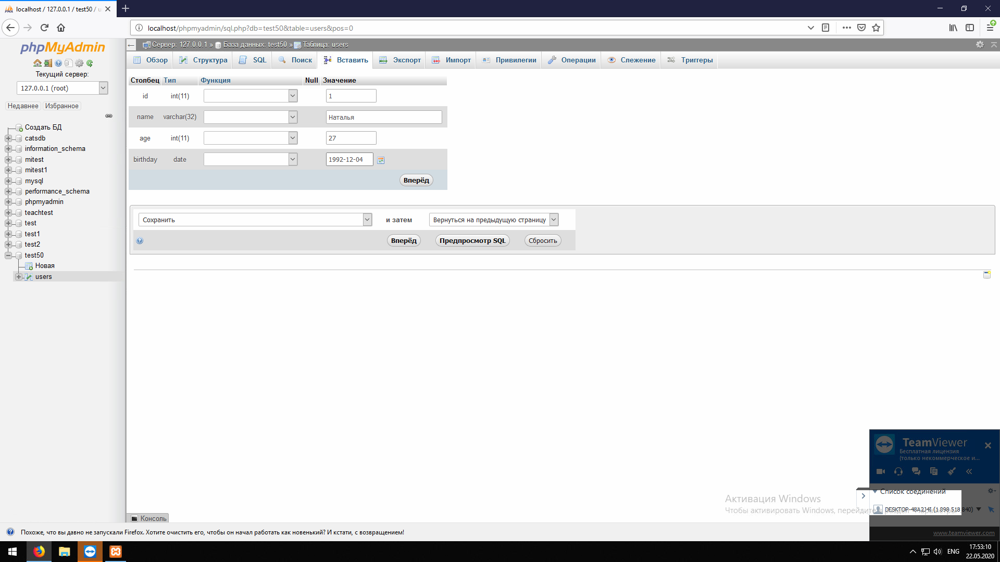 localhost / 127.0.0.1 / test50 / u
localhost/phpmyadmin/sql.php?db=test50&table=users&pos=0
phpMyAdmin
Текущий сервер:
127.0.0.1 (root)
Недавнее Избранное
Создать БД
catsdb
information_schema
mitest
mitest1
mysql
performance_schema
phpmyadmin
teachtest
test
test1
test2
test50
Новая
users
Сервер: 127.0.0.1 » База данных: test50 » Таблица: users
Обзор Структура SQL Поиск Вставить Экспорт Импорт Привилегии Операции Слежение Триггеры
Столбец Тип Функция Null Значение
id int(11) 1
name varchar(32) Наталья
age int(11) 27
birthday date 1992-12-04
Вперёд
Сохранить и затем Вернуться на предыдущую страницу
Вперёд Предпросмотр SQL Сбросить
Консоль
TeamViewer
Бесплатная лицензия
(только некоммерческое и...
Список соединений
DESKTOP-48A2J4I (1 898 518 840)
www.teamviewer.com
Активация Windows
Чтобы активировать Windows, перейдите в раздел "Параметры".
Похоже, что вы давно не запускали Firefox. Хотите очистить его, чтобы он начал работать как новенький? И кстати, с возвращением!
ENG
17:53:10
22.05.2020